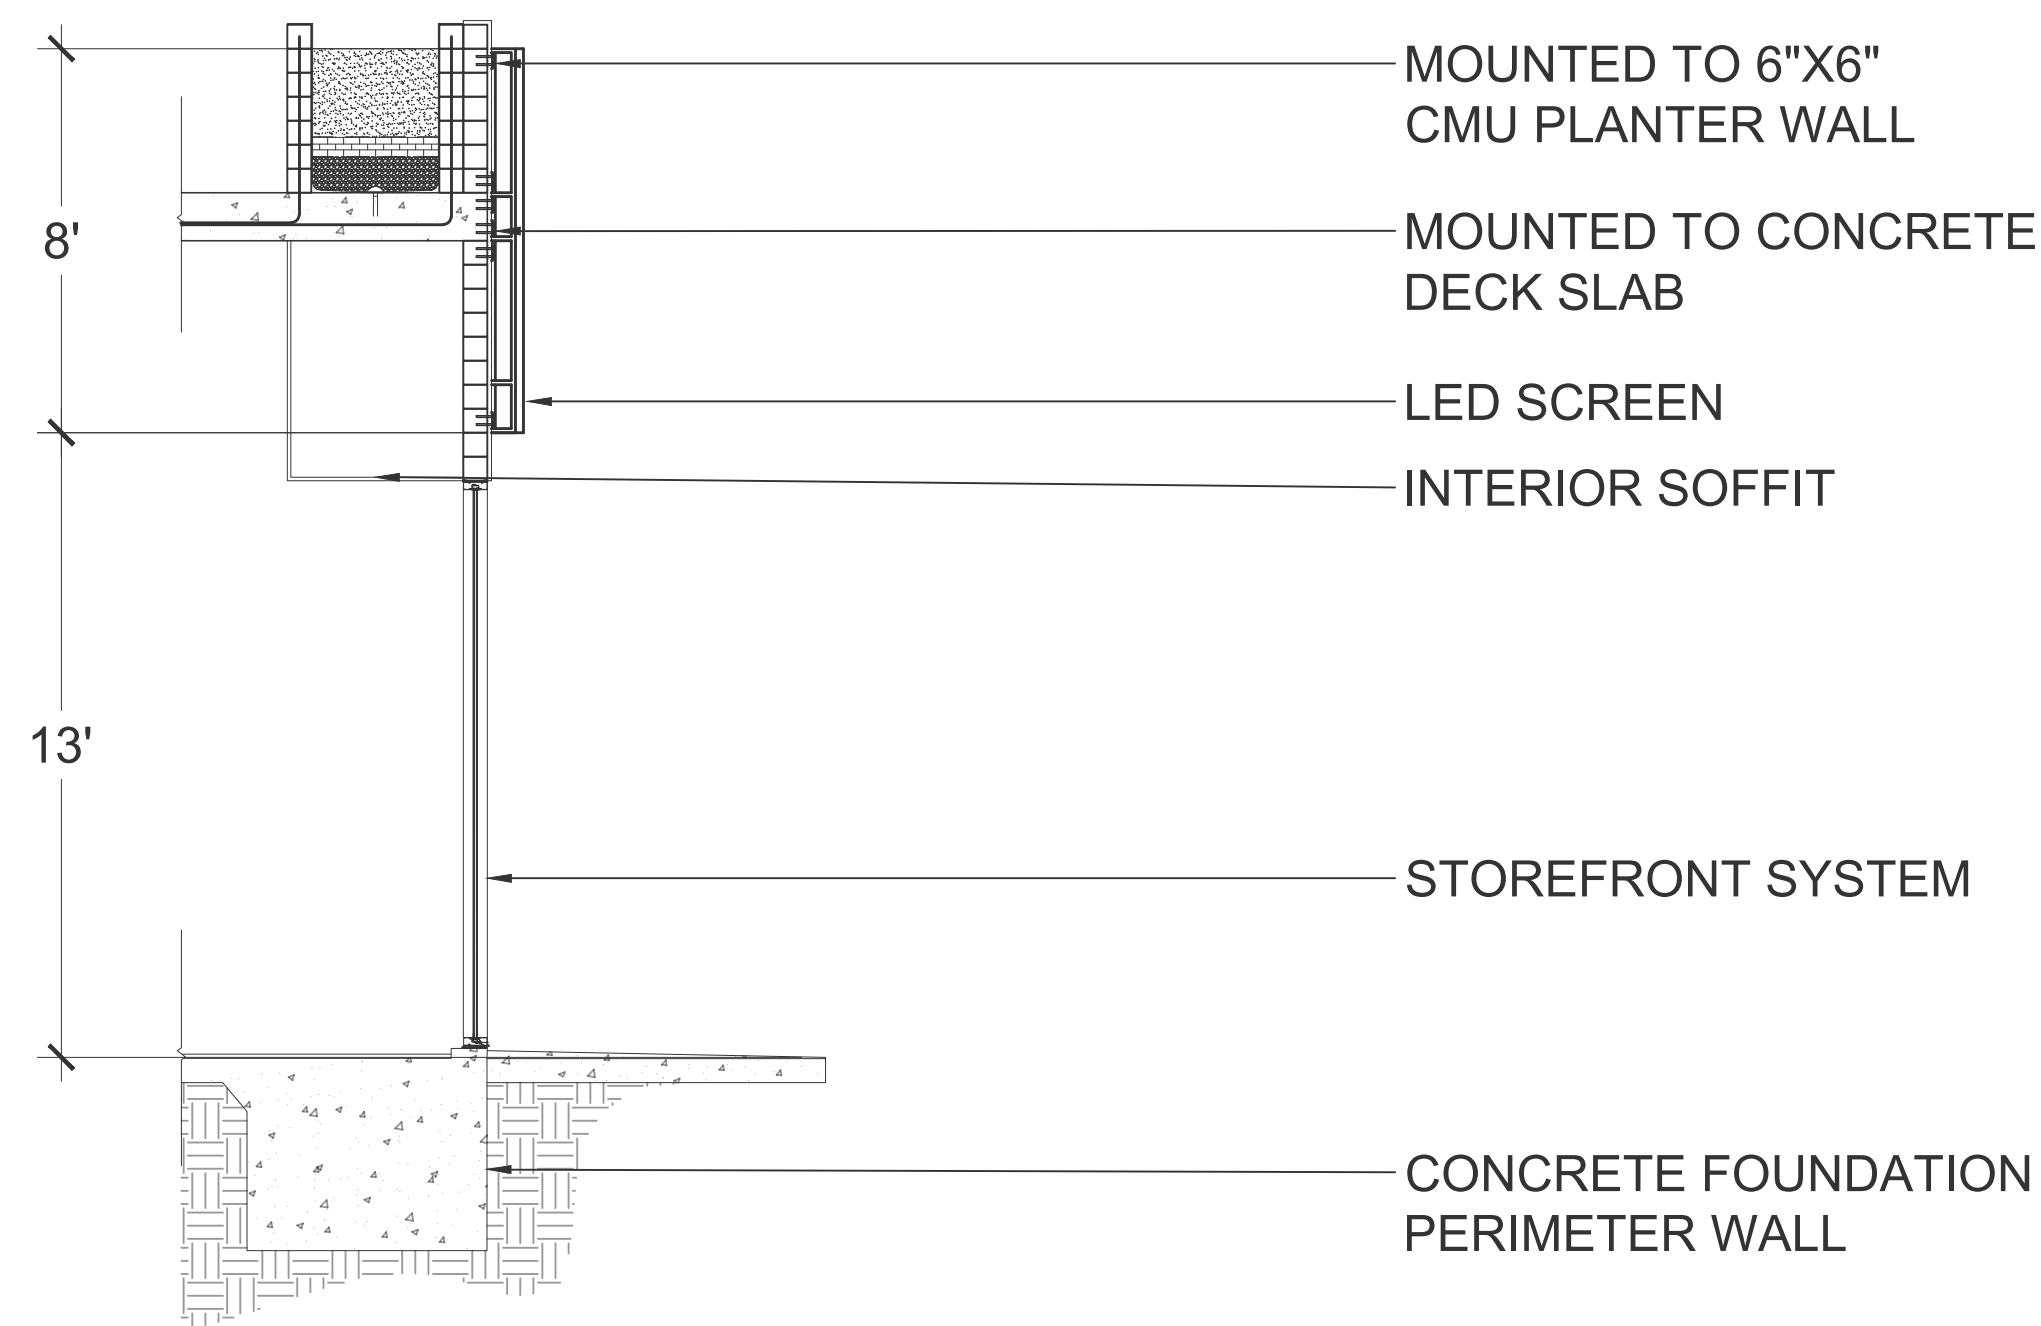 MOUNTED TO 6"X6"
CMU PLANTER WALL
8'
MOUNTED TO CONCRETE
DECK SLAB
LED SCREEN
INTERIOR SOFFIT
13'
STOREFRONT SYSTEM
CONCRETE FOUNDATION
PERIMETER WALL